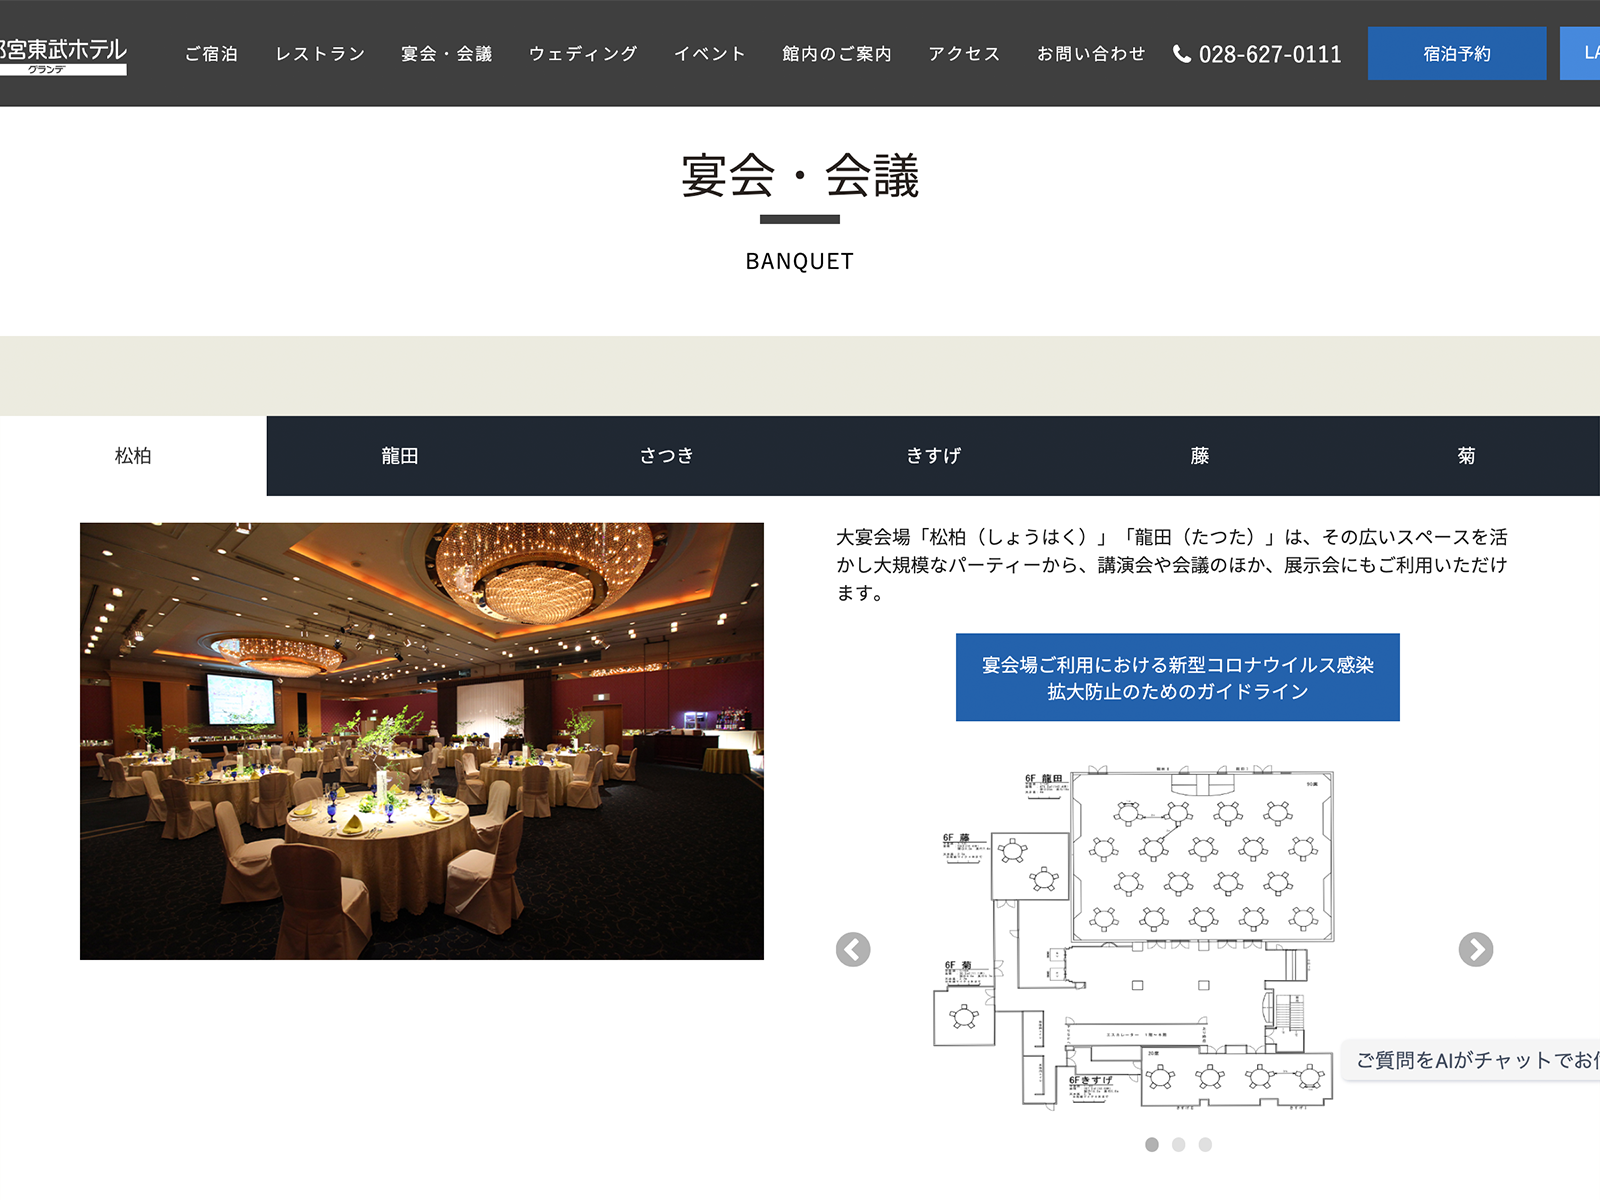 宮東武ホテル
グランデ
ご宿泊
レストラン
宴会・会議
ウェディング
イベント
館内のご案内
アクセス
お問い合わせ
028-627-0111
宿泊予約
LA
宴会・会議
BANQUET
松柏
龍田
さつき
きすげ
藤
菊
大宴会場「松柏（しょうはく）」「龍田（たつた）」は、その広いスペースを活
かし大規模なパーティーから、講演会や会議のほか、展示会にもご利用いただけ
ます。
宴会場ご利用における新型コロナウイルス感染
拡大防止のためのガイドライン
6F 龍田
6F 藤
6F 菊
6Fきすげ
ご質問をAIがチャットでお